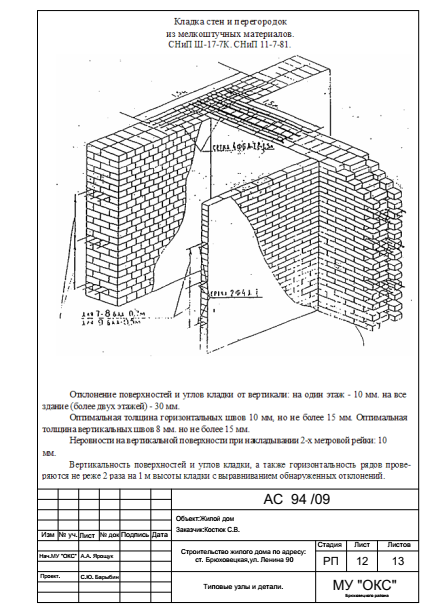 Кладка стен и перегородок
из мелкоштучных материалов.
СНиП Ш-17-7К. СНиП 11-7-81.
Отклонение поверхностей и углов кладки от вертикали: на один этаж - 10 мм. на все
здание (более двух этажей) - 30 мм.
Оптимальная толщина горизонтальных швов 10 мм, но не более 15 мм. Оптимальная
толщина вертикальных швов 8 мм. но не более 15 мм.
Неровности на вертикальной поверхности при накладывании 2-х метровой рейки: 10
мм.
Вертикальность поверхностей и углов кладки, а также горизонтальность рядов прове-
ряются не реже 2 раза на 1 м высоты кладки с выравниванием обнаруженных отклонений.
АС 94 /09
Объект:Жилой дом
Заказчик:Костюк С.В.
Изм № уч. Лист № док Подпись Дата
Нач.МУ "ОКС" А.А. Ярощук
Строительство жилого дома по адресу:
ст. Брюховецкая,ул. Ленина 90
Стадия Лист Листов
РП 12 13
Проект. С.Ю. Барыбин
Типовые узлы и детали.
МУ "ОКС"
Брюховецкого района